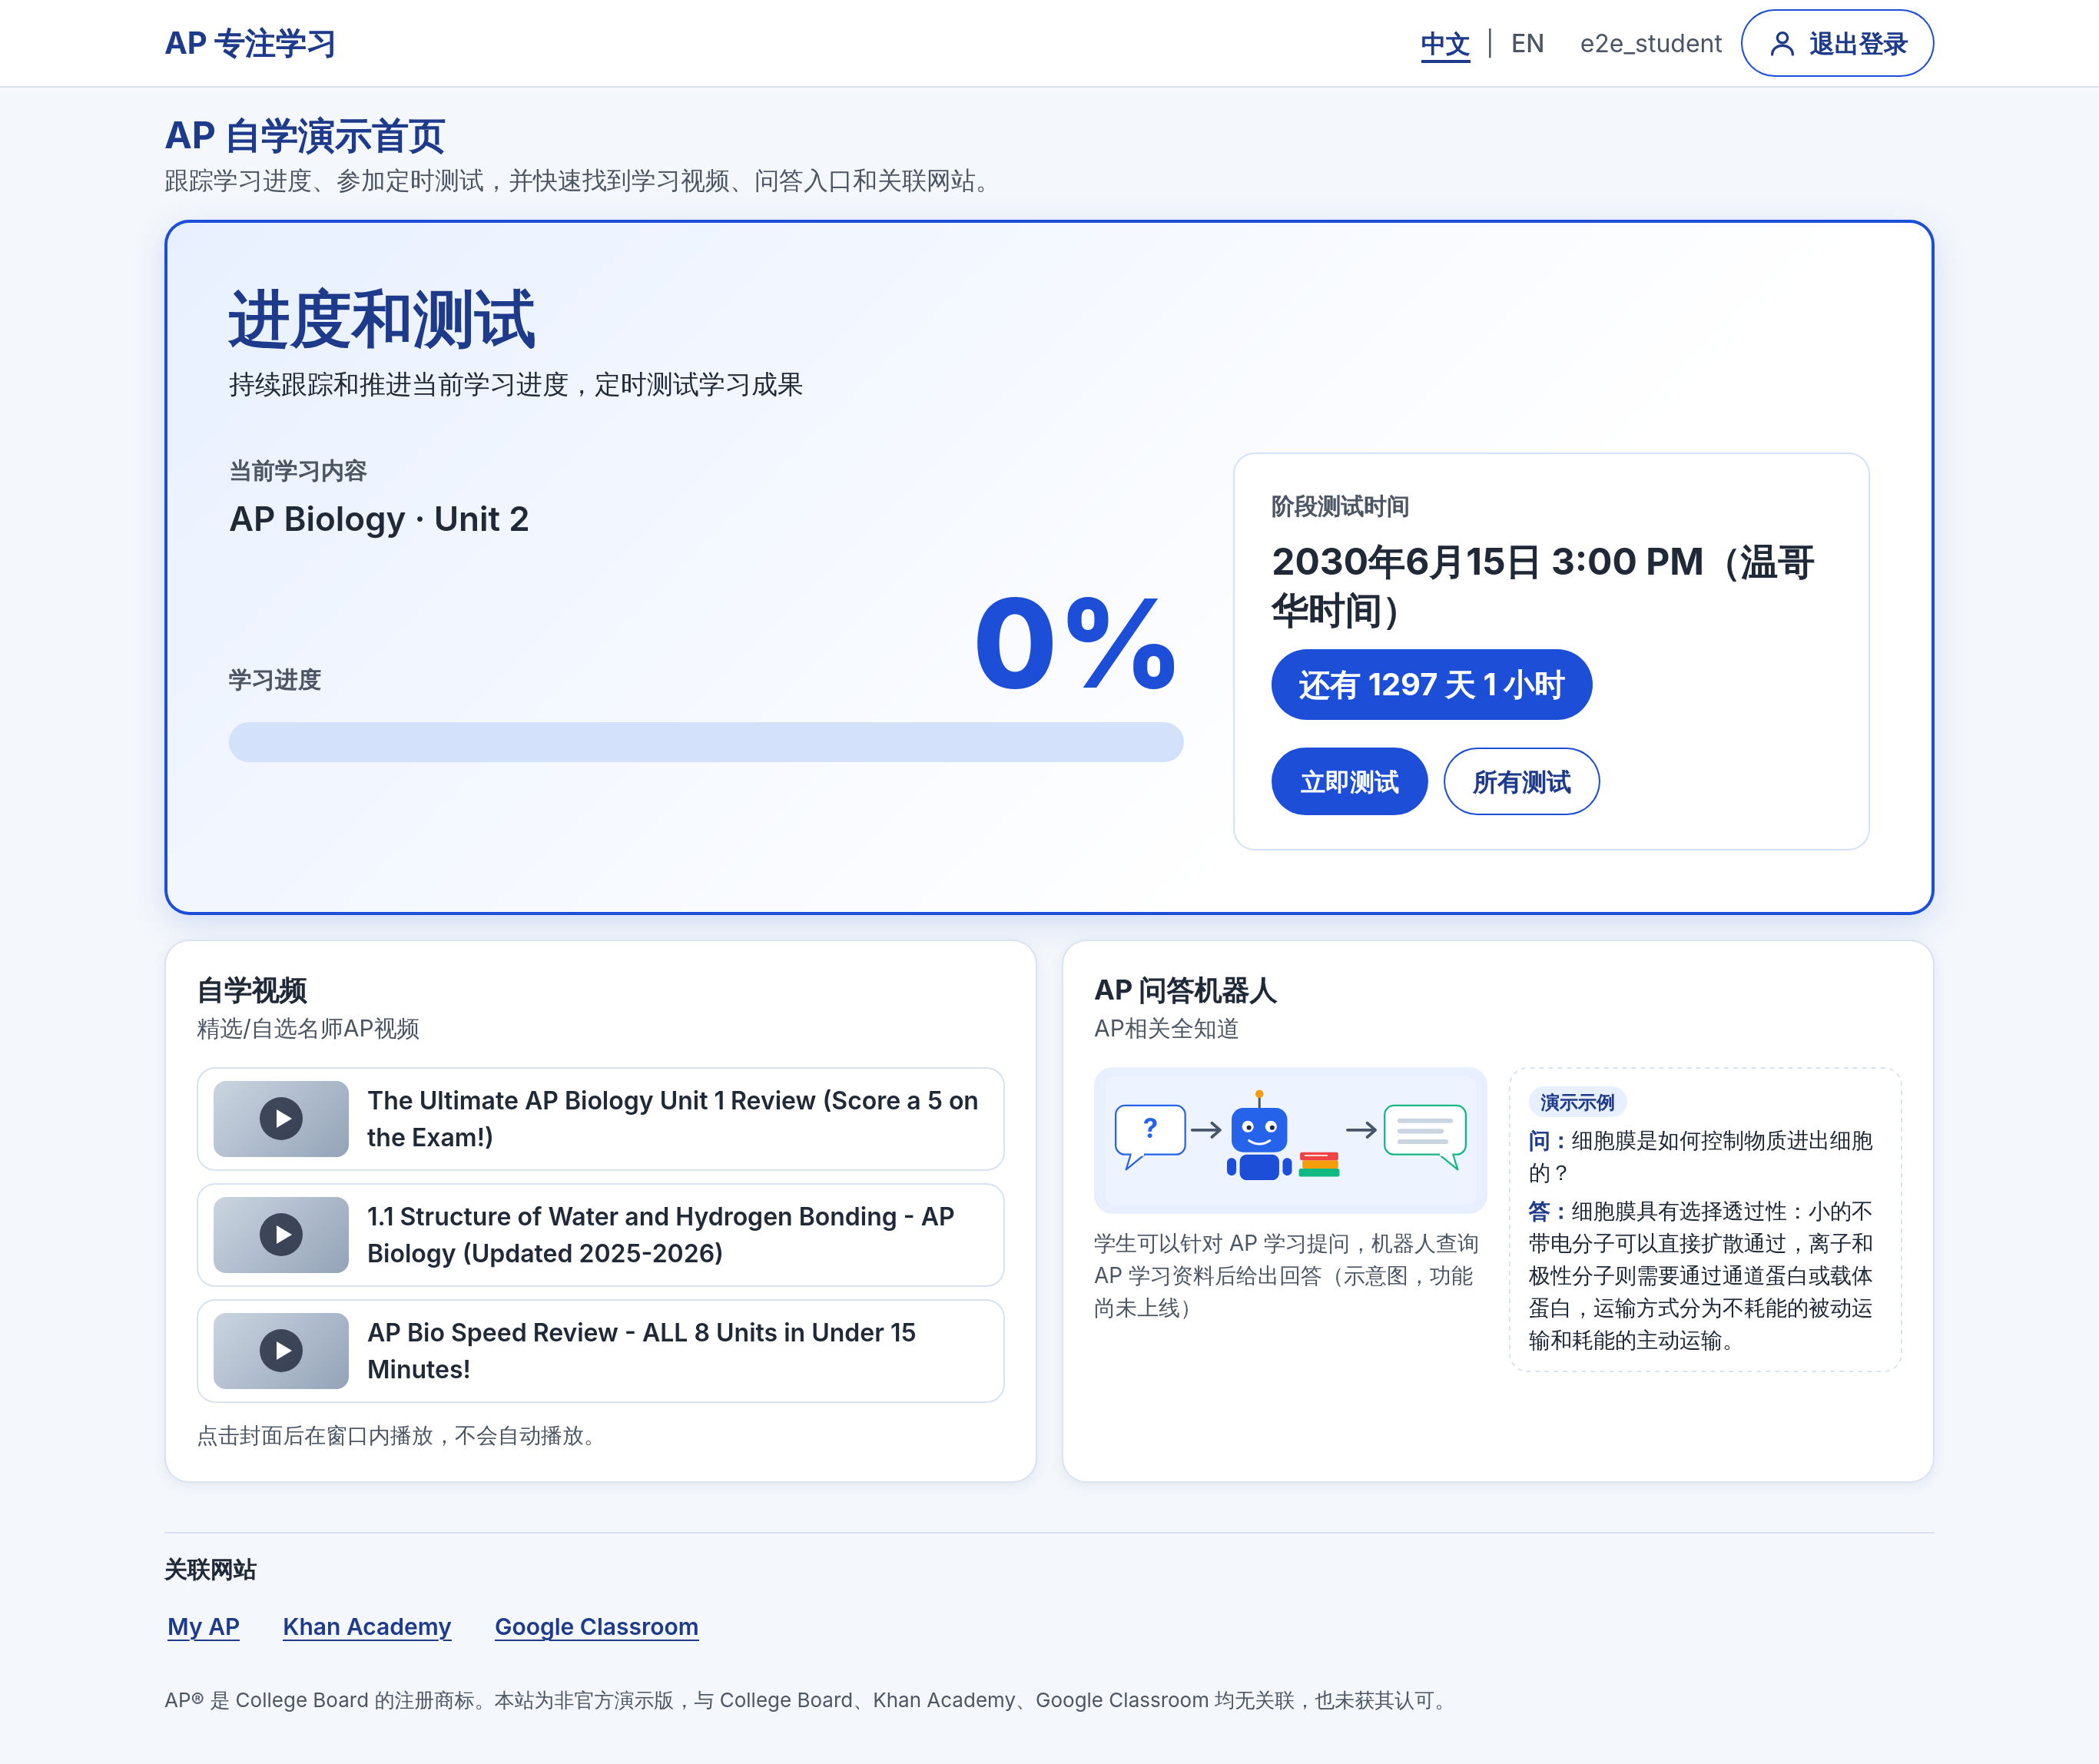 AP 专注学习
中文 | EN e2e_student 退出登录
AP 自学演示首页
跟踪学习进度、参加定时测试，并快速找到学习视频、问答入口和关联网站。
进度和测试
持续跟踪和推进当前学习进度，定时测试学习成果
当前学习内容
AP Biology · Unit 2
学习进度
0%
阶段测试时间
2030年6月15日 3:00 PM（温哥
华时间）
还有 1297 天 1 小时
立即测试 所有测试
自学视频
精选/自选名师AP视频
The Ultimate AP Biology Unit 1 Review (Score a 5 on
the Exam!)
1.1 Structure of Water and Hydrogen Bonding - AP
Biology (Updated 2025-2026)
AP Bio Speed Review - ALL 8 Units in Under 15
Minutes!
点击封面后在窗口内播放，不会自动播放。
AP 问答机器人
AP相关全知道
?
学生可以针对 AP 学习提问，机器人查询
AP 学习资料后给出回答（示意图，功能
尚未上线）
演示示例
问：细胞膜是如何控制物质进出细胞
的？
答：细胞膜具有选择透过性：小的不
带电分子可以直接扩散通过，离子和
极性分子则需要通过通道蛋白或载体
蛋白，运输方式分为不耗能的被动运
输和耗能的主动运输。
关联网站
My AP Khan Academy Google Classroom
AP® 是 College Board 的注册商标。本站为非官方演示版，与 College Board、Khan Academy、Google Classroom 均无关联，也未获其认可。